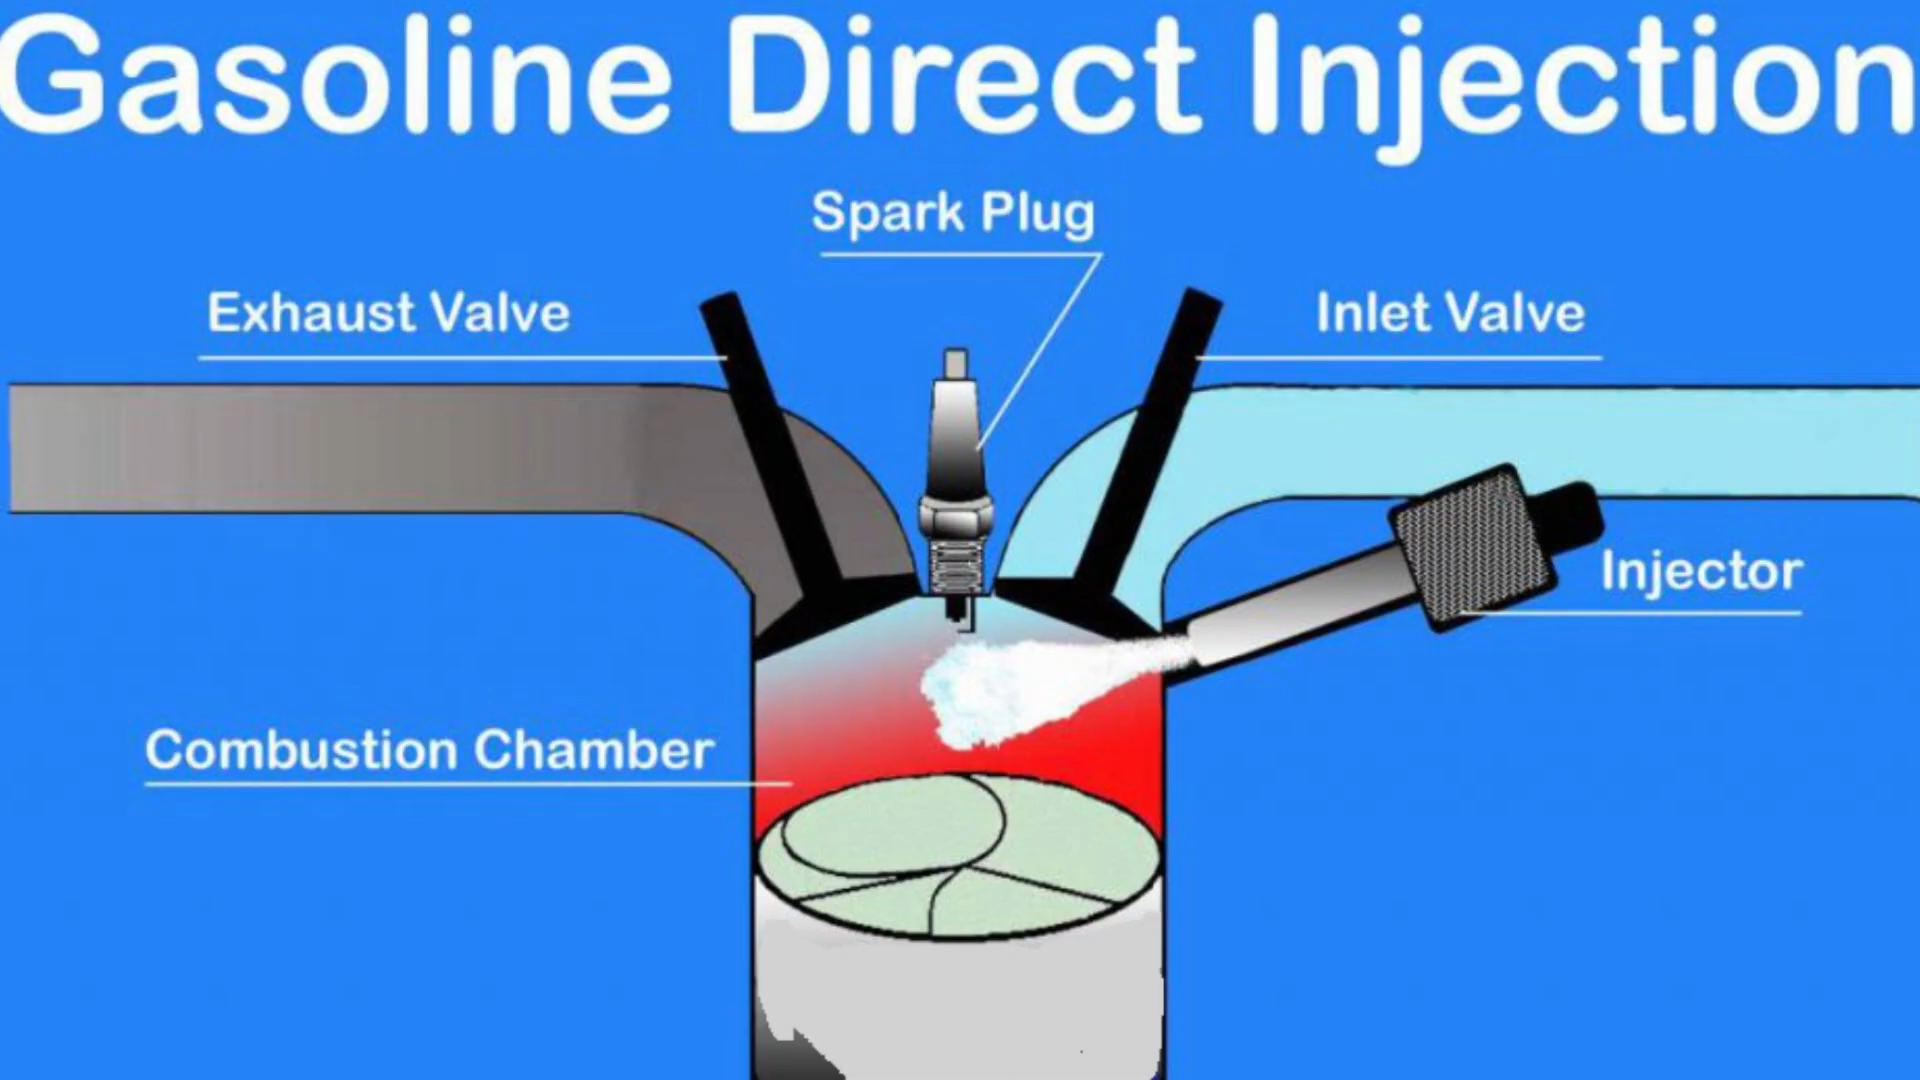 Gasoline Direct Injection
Spark Plug
Exhaust Valve
Inlet Valve
Injector
Combustion Chamber